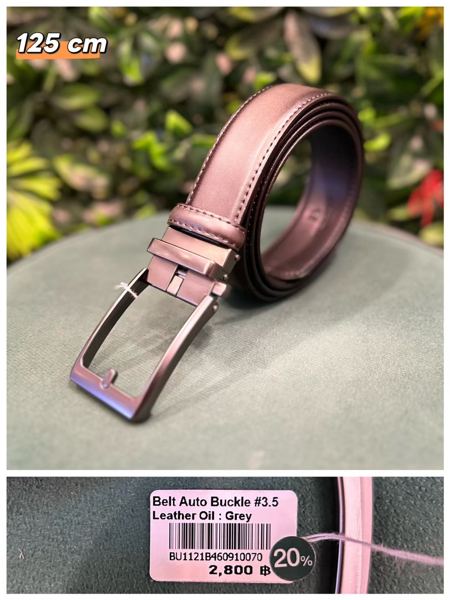 125 cm
Belt Auto Buckle #3.5
Leather Oil : Grey
BU1121B460910070
2,800 ฿
20%